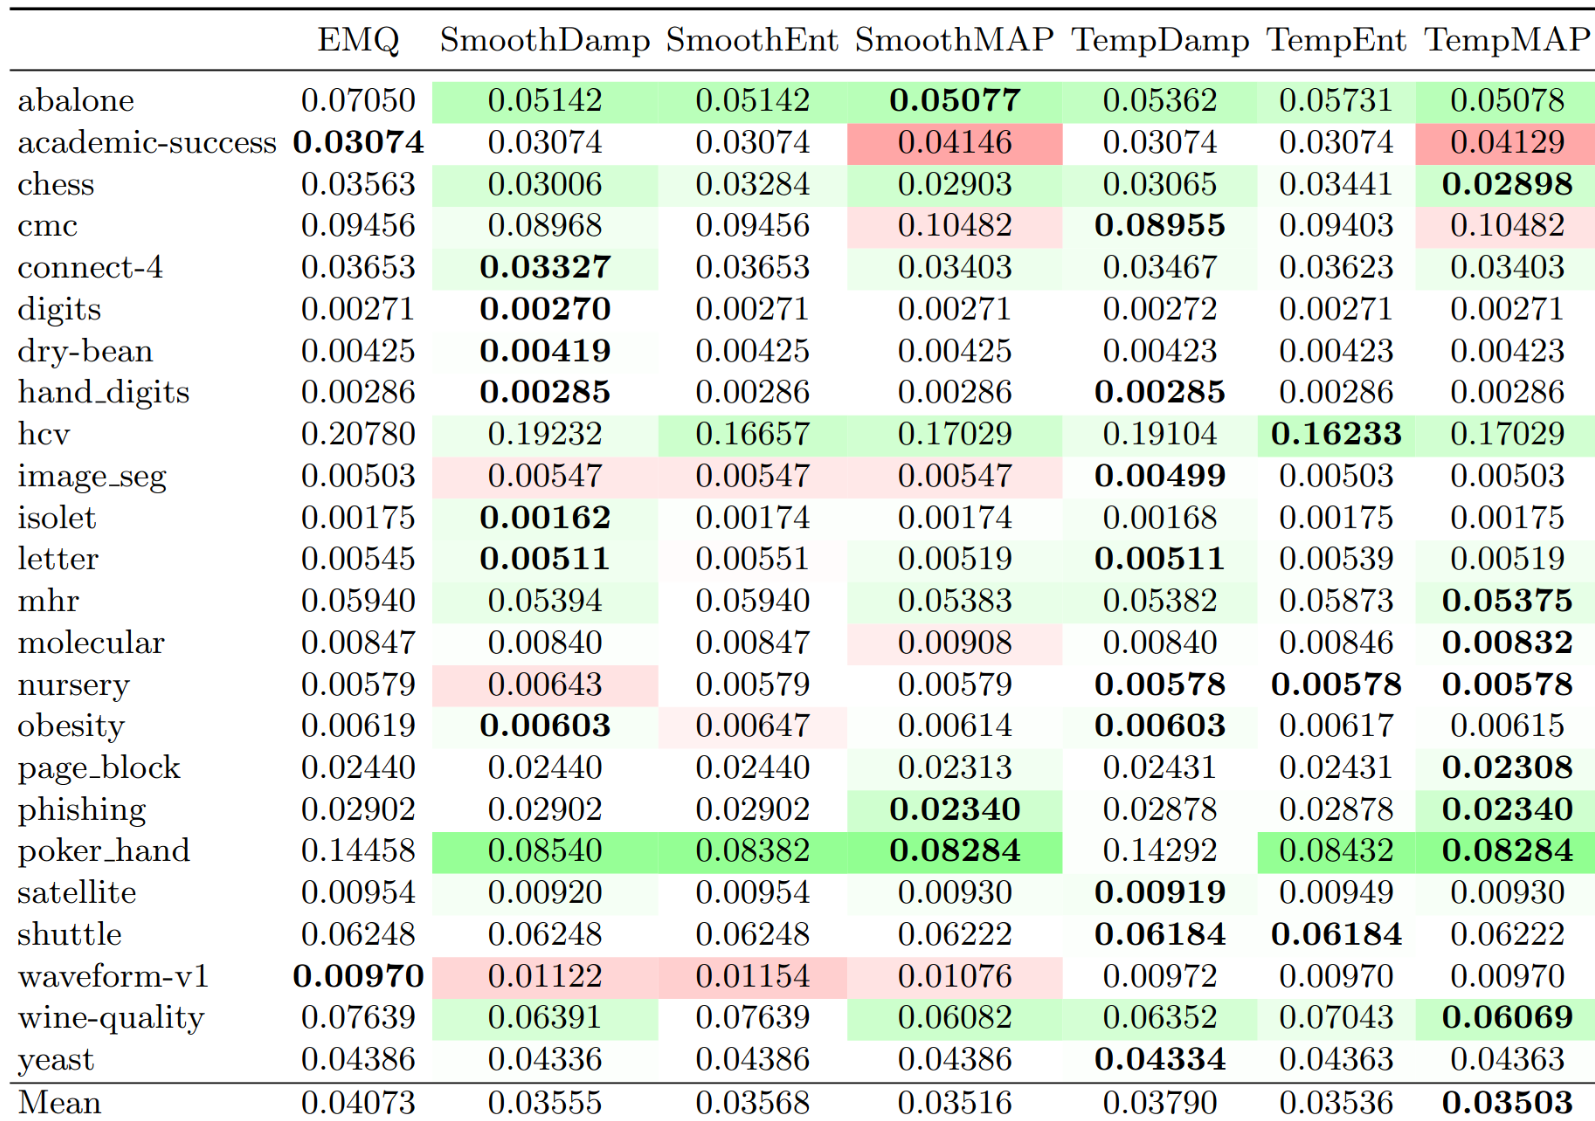 EMQ SmoothDamp SmoothEnt SmoothMAP TempDamp TempEnt TempMAP
abalone 0.07050 0.05142 0.05142 0.05077 0.05362 0.05731 0.05078
academic-success 0.03074 0.03074 0.03074 0.04146 0.03074 0.03074 0.04129
chess 0.03563 0.03006 0.03284 0.02903 0.03065 0.03441 0.02898
cmc 0.09456 0.08968 0.09456 0.10482 0.08955 0.09403 0.10482
connect-4 0.03653 0.03327 0.03653 0.03403 0.03467 0.03623 0.03403
digits 0.00271 0.00270 0.00271 0.00271 0.00272 0.00271 0.00271
dry-bean 0.00425 0.00419 0.00425 0.00425 0.00423 0.00423 0.00423
hand_digits 0.00286 0.00285 0.00286 0.00286 0.00285 0.00286 0.00286
hcv 0.20780 0.19232 0.16657 0.17029 0.19104 0.16233 0.17029
image_seg 0.00503 0.00547 0.00547 0.00547 0.00499 0.00503 0.00503
isolet 0.00175 0.00162 0.00174 0.00174 0.00168 0.00175 0.00175
letter 0.00545 0.00511 0.00551 0.00519 0.00511 0.00539 0.00519
mhr 0.05940 0.05394 0.05940 0.05383 0.05382 0.05873 0.05375
molecular 0.00847 0.00840 0.00847 0.00908 0.00840 0.00846 0.00832
nursery 0.00579 0.00643 0.00579 0.00579 0.00578 0.00578 0.00578
obesity 0.00619 0.00603 0.00647 0.00614 0.00603 0.00617 0.00615
page_block 0.02440 0.02440 0.02440 0.02313 0.02431 0.02431 0.02308
phishing 0.02902 0.02902 0.02902 0.02340 0.02878 0.02878 0.02340
poker_hand 0.14458 0.08540 0.08382 0.08284 0.14292 0.08432 0.08284
satellite 0.00954 0.00920 0.00954 0.00930 0.00919 0.00949 0.00930
shuttle 0.06248 0.06248 0.06248 0.06222 0.06184 0.06184 0.06222
waveform-v1 0.00970 0.01122 0.01154 0.01076 0.00972 0.00970 0.00970
wine-quality 0.07639 0.06391 0.07639 0.06082 0.06352 0.07043 0.06069
yeast 0.04386 0.04336 0.04386 0.04386 0.04334 0.04363 0.04363
Mean 0.04073 0.03555 0.03568 0.03516 0.03790 0.03536 0.03503